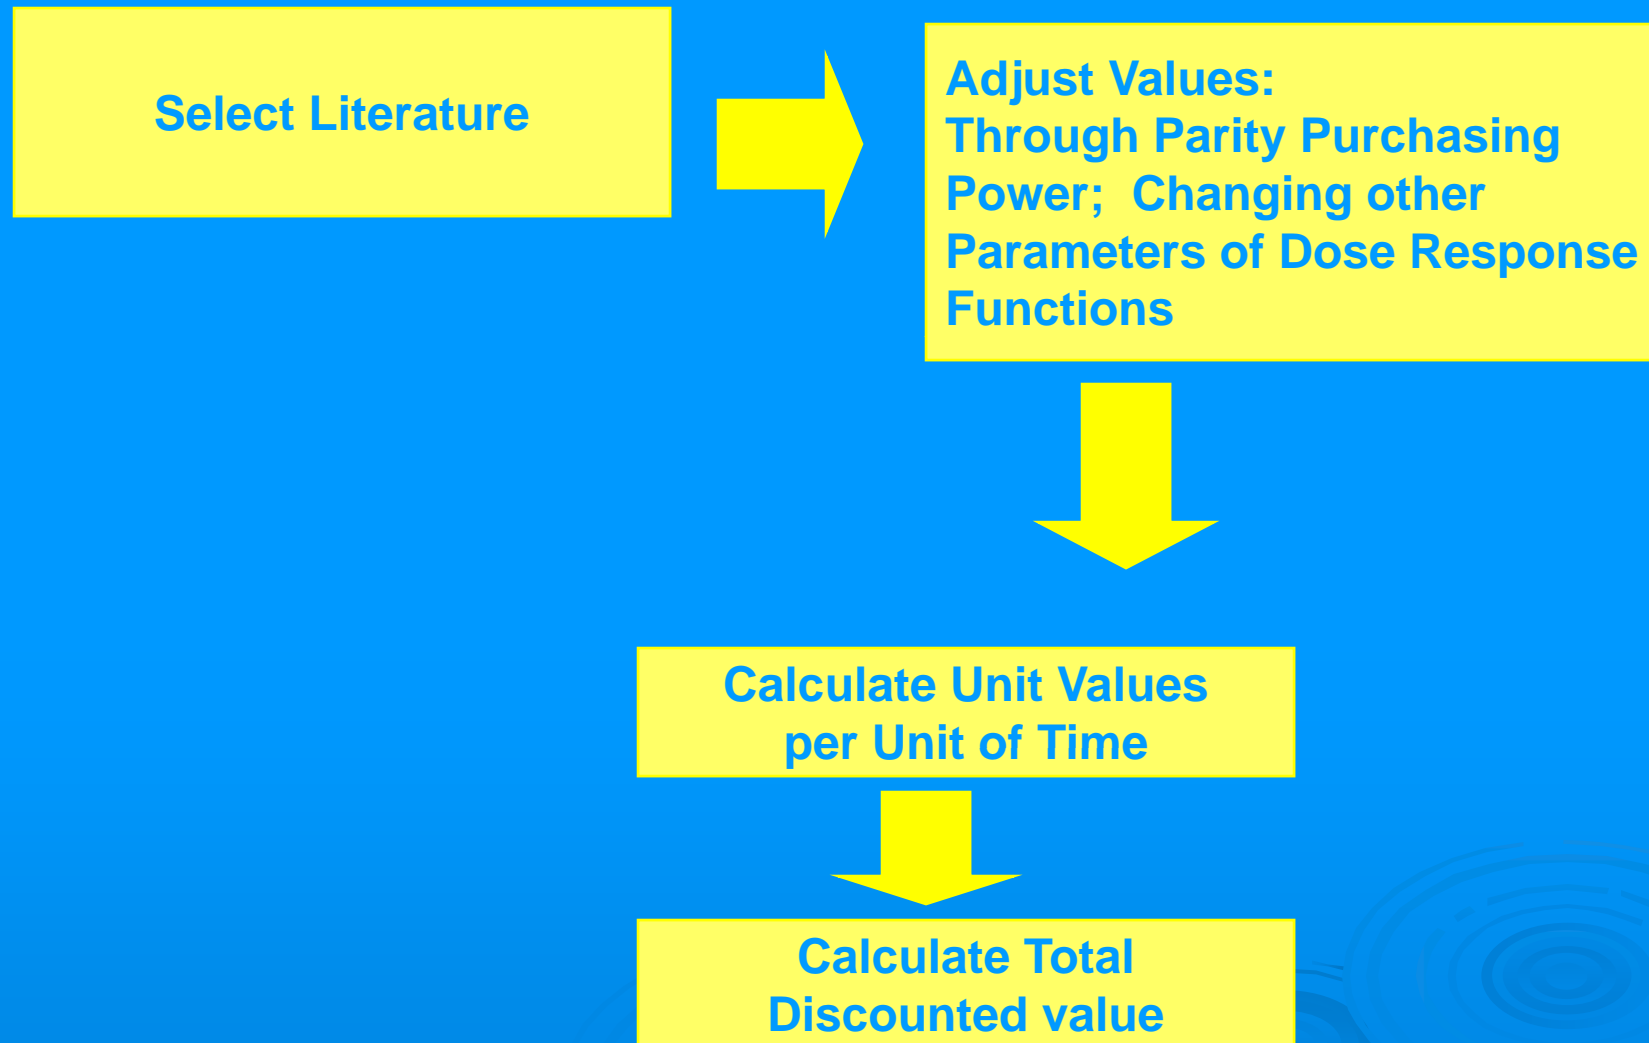 Select Literature
Adjust Values:
Through Parity Purchasing
Power;  Changing other
Parameters of Dose Response
Functions
Calculate Unit Values
per Unit of Time
Calculate Total
Discounted value